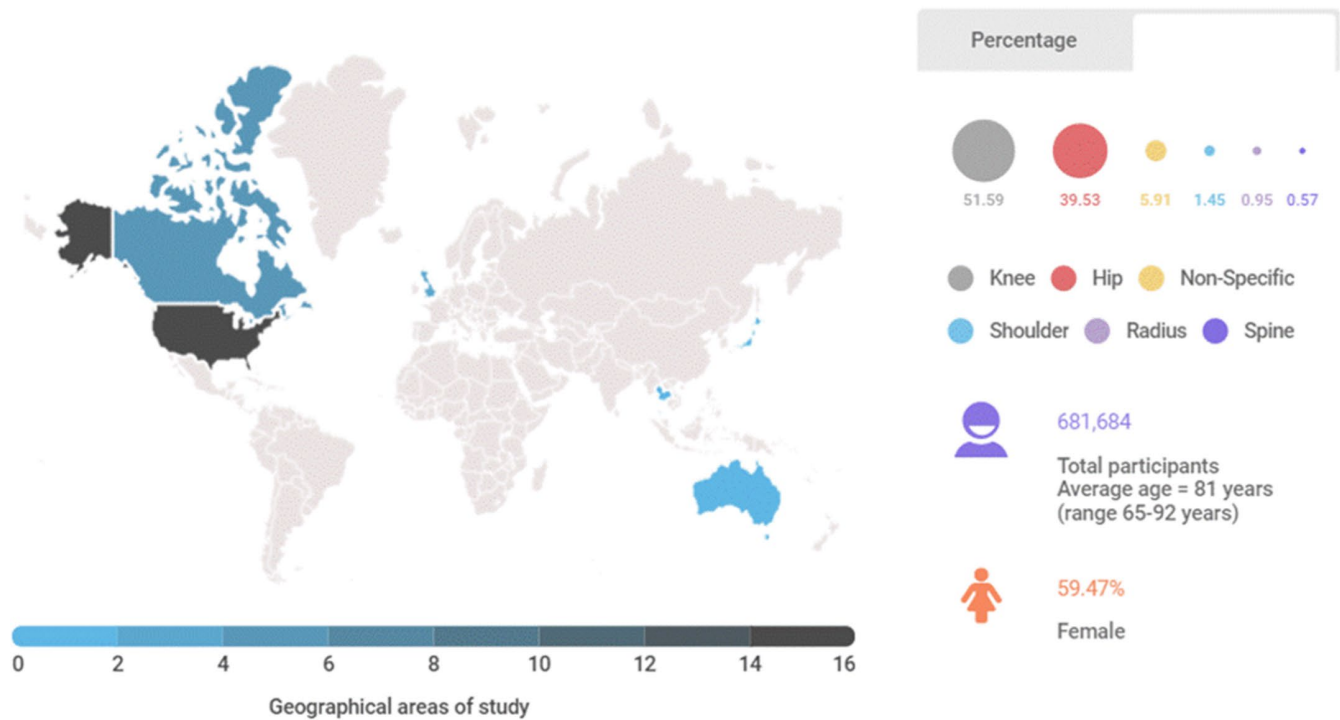 Percentage
51.59 39.53 5.91 1.45 0.95 0.57
Knee Hip Non-Specific
Shoulder Radius Spine
681,684
Total participants
Average age = 81 years
(range 65-92 years)
59.47%
Female
0 2 4 6 8 10 12 14 16
Geographical areas of study